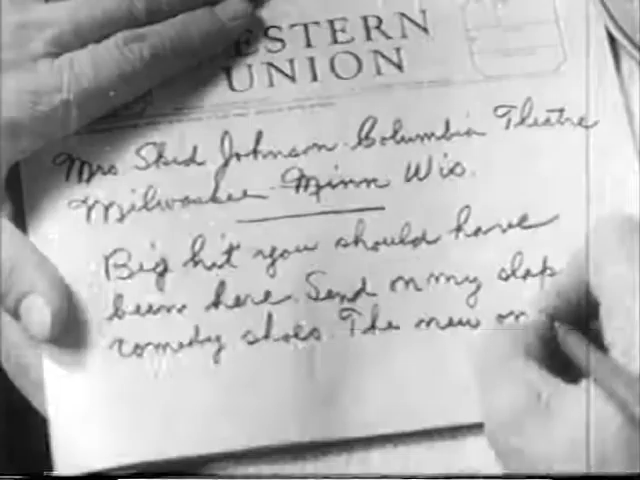 ESTERN
UNION
Mrs Skid Johnson Columbia Theatre
Milwaukee Minn Wis.
Big hit you should have
been here. Send on my slap
comedy shoes. The new on